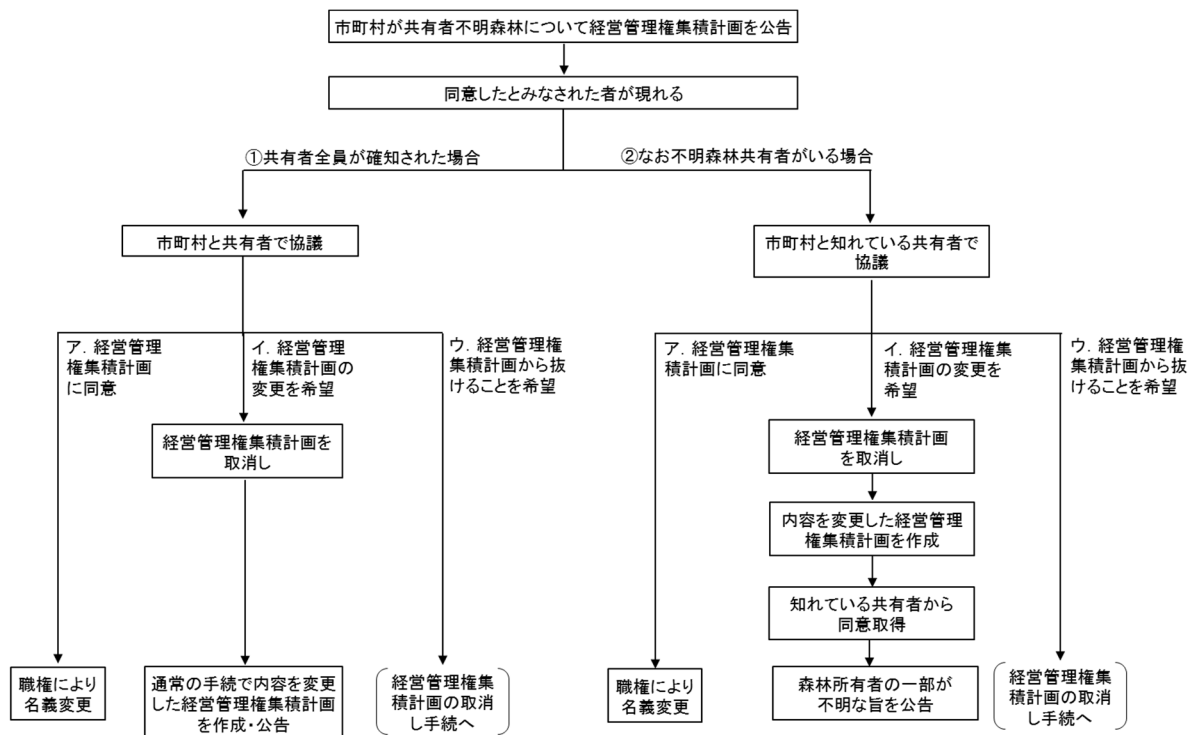 市町村が共有者不明森林について経営管理権集積計画を公告
同意したとみなされた者が現れる
①共有者全員が確知された場合
②なお不明森林共有者がいる場合
市町村と共有者で協議
市町村と知れている共有者で
協議
ア．経営管理
権集積計画
に同意
イ．経営管理
権集積計画の
変更を希望
ウ．経営管理権
集積計画から抜
けることを希望
ア．経営管理権集
積計画に同意
イ．経営管理権集
積計画の変更を
希望
ウ．経営管理権
集積計画から抜
けることを希望
経営管理権集積計画を
取消し
経営管理権集積計画
を取消し
内容を変更した経営管理
権集積計画を作成
知れている共有者から
同意取得
職権により
名義変更
通常の手続で内容を変更
した経営管理権集積計画
を作成・公告
経営管理権集
積計画の取消
し手続へ
職権により
名義変更
森林所有者の一部が
不明な旨を公告
経営管理権集
積計画の取消
し手続へ